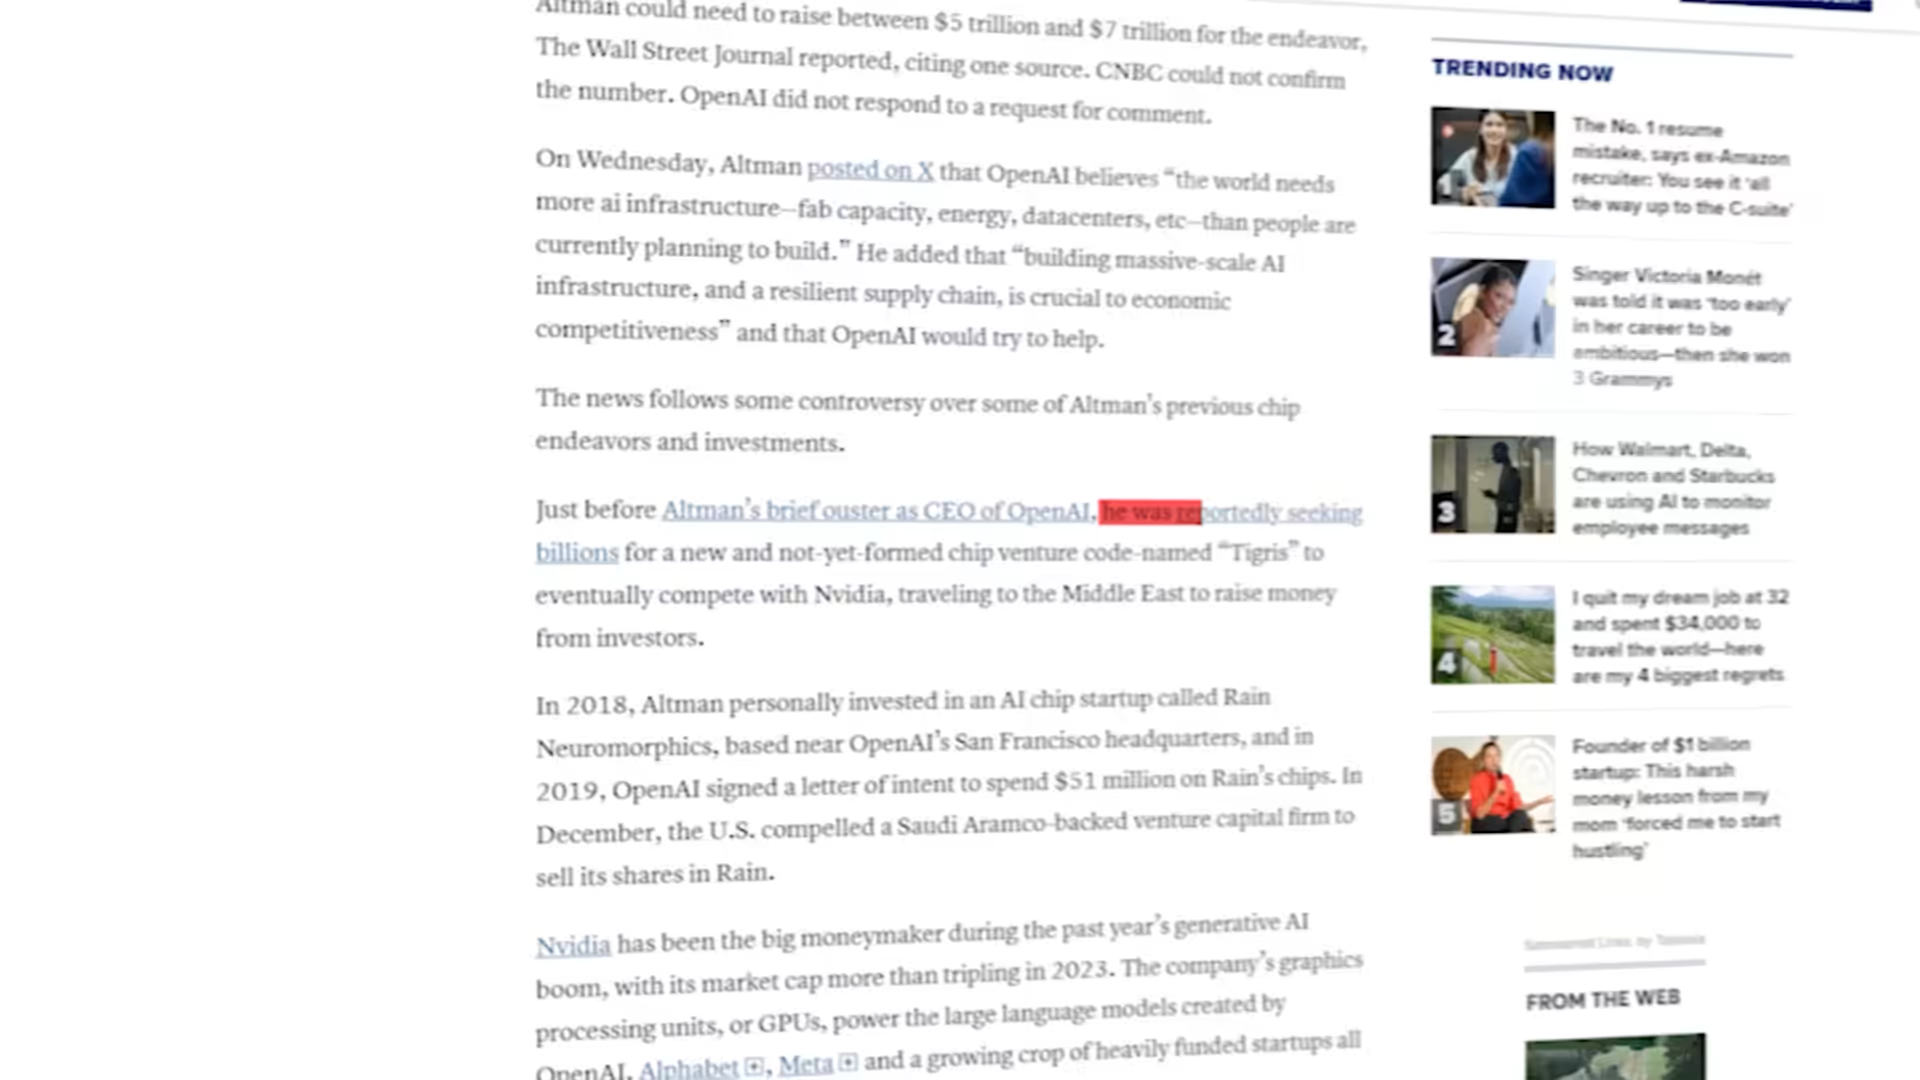 Altman could need to raise between $5 trillion and $7 trillion for the endeavor,
The Wall Street Journal reported, citing one source. CNBC could not confirm
the number. OpenAI did not respond to a request for comment.
On Wednesday, Altman posted on X that OpenAI believes “the world needs
more ai infrastructure—fab capacity, energy, datacenters, etc—than people are
currently planning to build.” He added that “building massive-scale AI
infrastructure, and a resilient supply chain, is crucial to economic
competitiveness” and that OpenAI would try to help.
The news follows some controversy over some of Altman’s previous chip
endeavors and investments.
Just before Altman’s brief ouster as CEO of OpenAI, he was reportedly seeking
billions for a new and not-yet-formed chip venture code-named “Tigris” to
eventually compete with Nvidia, traveling to the Middle East to raise money
from investors.
In 2018, Altman personally invested in an AI chip startup called Rain
Neuromorphics, based near OpenAI’s San Francisco headquarters, and in
2019, OpenAI signed a letter of intent to spend $51 million on Rain’s chips. In
December, the U.S. compelled a Saudi Aramco-backed venture capital firm to
sell its shares in Rain.
Nvidia has been the big moneymaker during the past year’s generative AI
boom, with its market cap more than tripling in 2023. The company’s graphics
processing units, or GPUs, power the large language models created by
OpenAI, Alphabet, Meta and a growing crop of heavily funded startups all
TRENDING NOW
1
The No. 1 resume
mistake, says ex-Amazon
recruiter: You see it ‘all
the way up to the C-suite’
2
Singer Victoria Monét
was told it was ‘too early’
in her career to be
ambitious—then she won
3 Grammys
3
How Walmart, Delta,
Chevron and Starbucks
are using AI to monitor
employee messages
4
I quit my dream job at 32
and spent $34,000 to
travel the world—here
are my 4 biggest regrets
5
Founder of $1 billion
startup: This harsh
money lesson from my
mom ‘forced me to start
hustling’
Sponsored Links by Taboola
FROM THE WEB